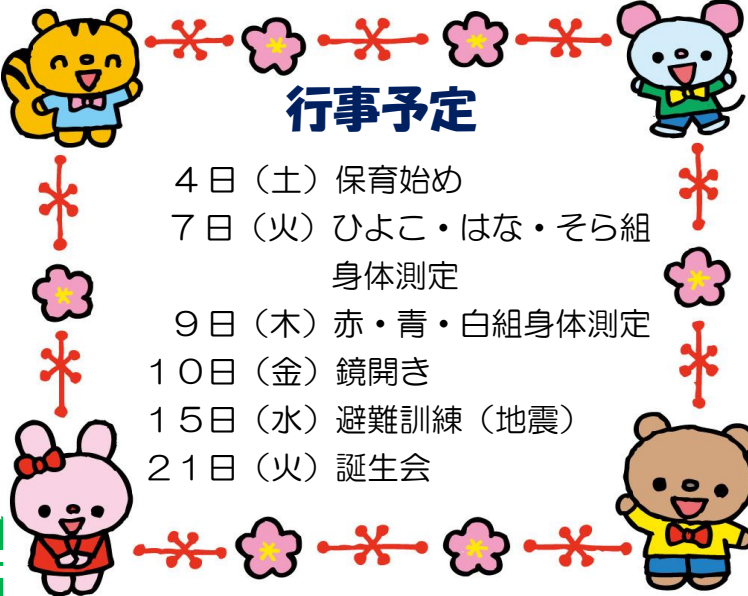 行事予定
4日（土）保育始め
7日（火）ひよこ・はな・そら組
身体測定
9日（木）赤・青・白組身体測定
10日（金）鏡開き
15日（水）避難訓練（地震）
21日（火）誕生会